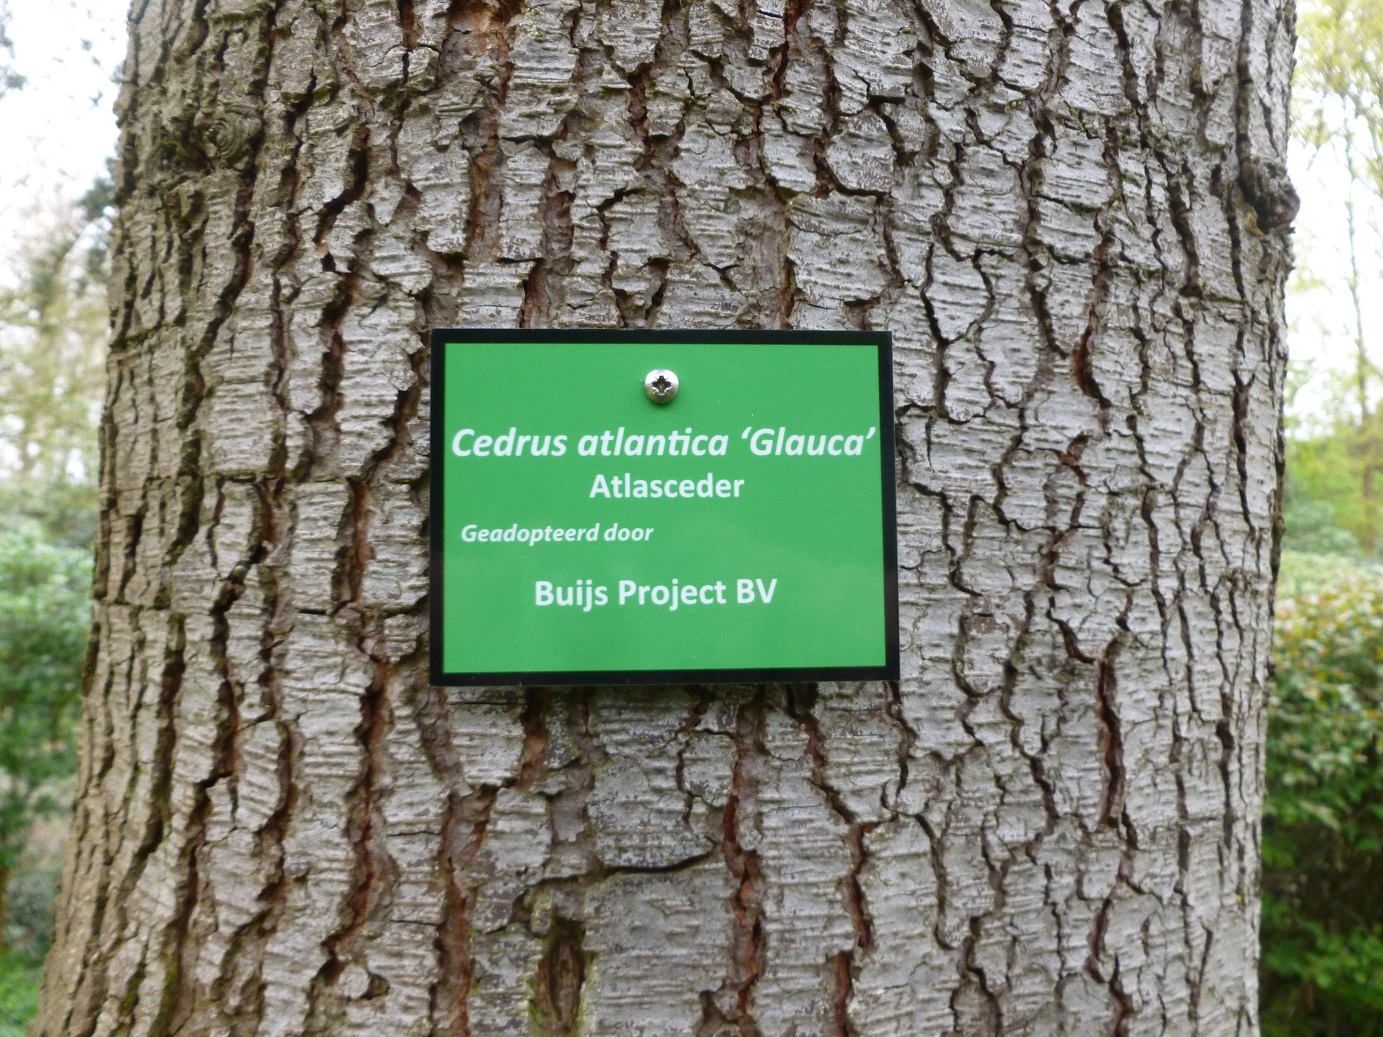 Cedrus atlantica ‘Glauca’
Atlasceder
Geadopteerd door
Buijs Project BV